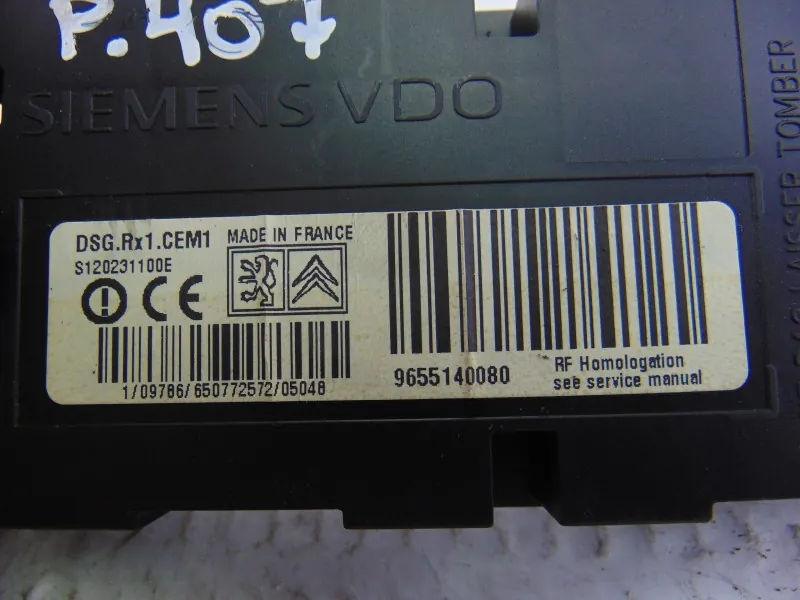 P.407
SIEMENS VDO
DSG.Rx1.CEM1
MADE IN FRANCE
S120231100E
CE
1/09786/650772572/05048
9655140080
RF Homologation
see service manual
LAISSER TOMBER